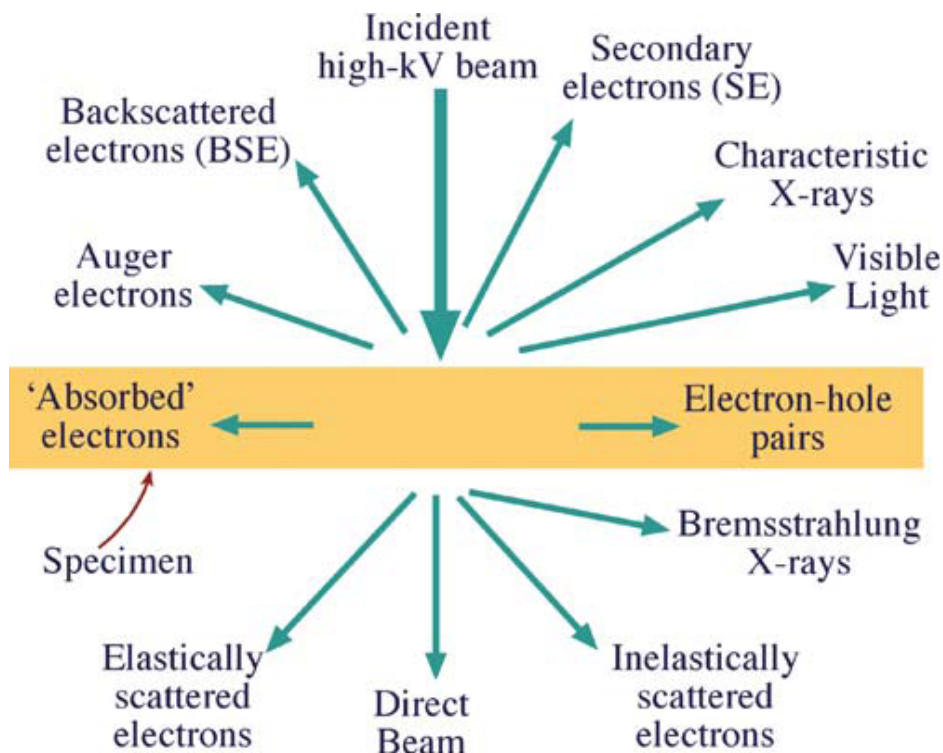 Incident
high-kV beam
Secondary
electrons (SE)
Backscattered
electrons (BSE)
Characteristic
X-rays
Auger
electrons
Visible
Light
‘Absorbed’
electrons
Electron-hole
pairs
Specimen
Bremsstrahlung
X-rays
Elastically
scattered
electrons
Direct
Beam
Inelastically
scattered
electrons